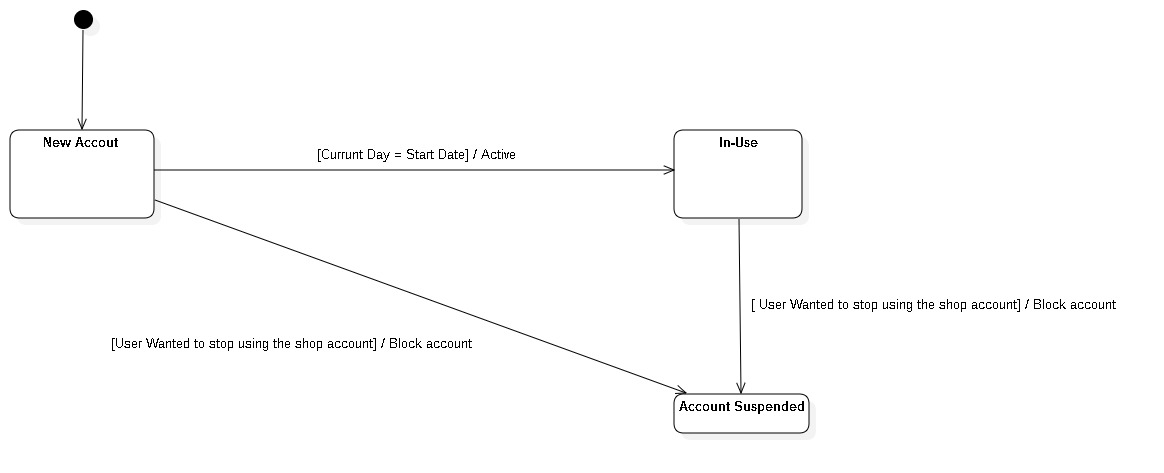 New Accout
In-Use
[Currunt Day = Start Date] / Active
[ User Wanted to stop using the shop account] / Block account
[User Wanted to stop using the shop account] / Block account
Account Suspended